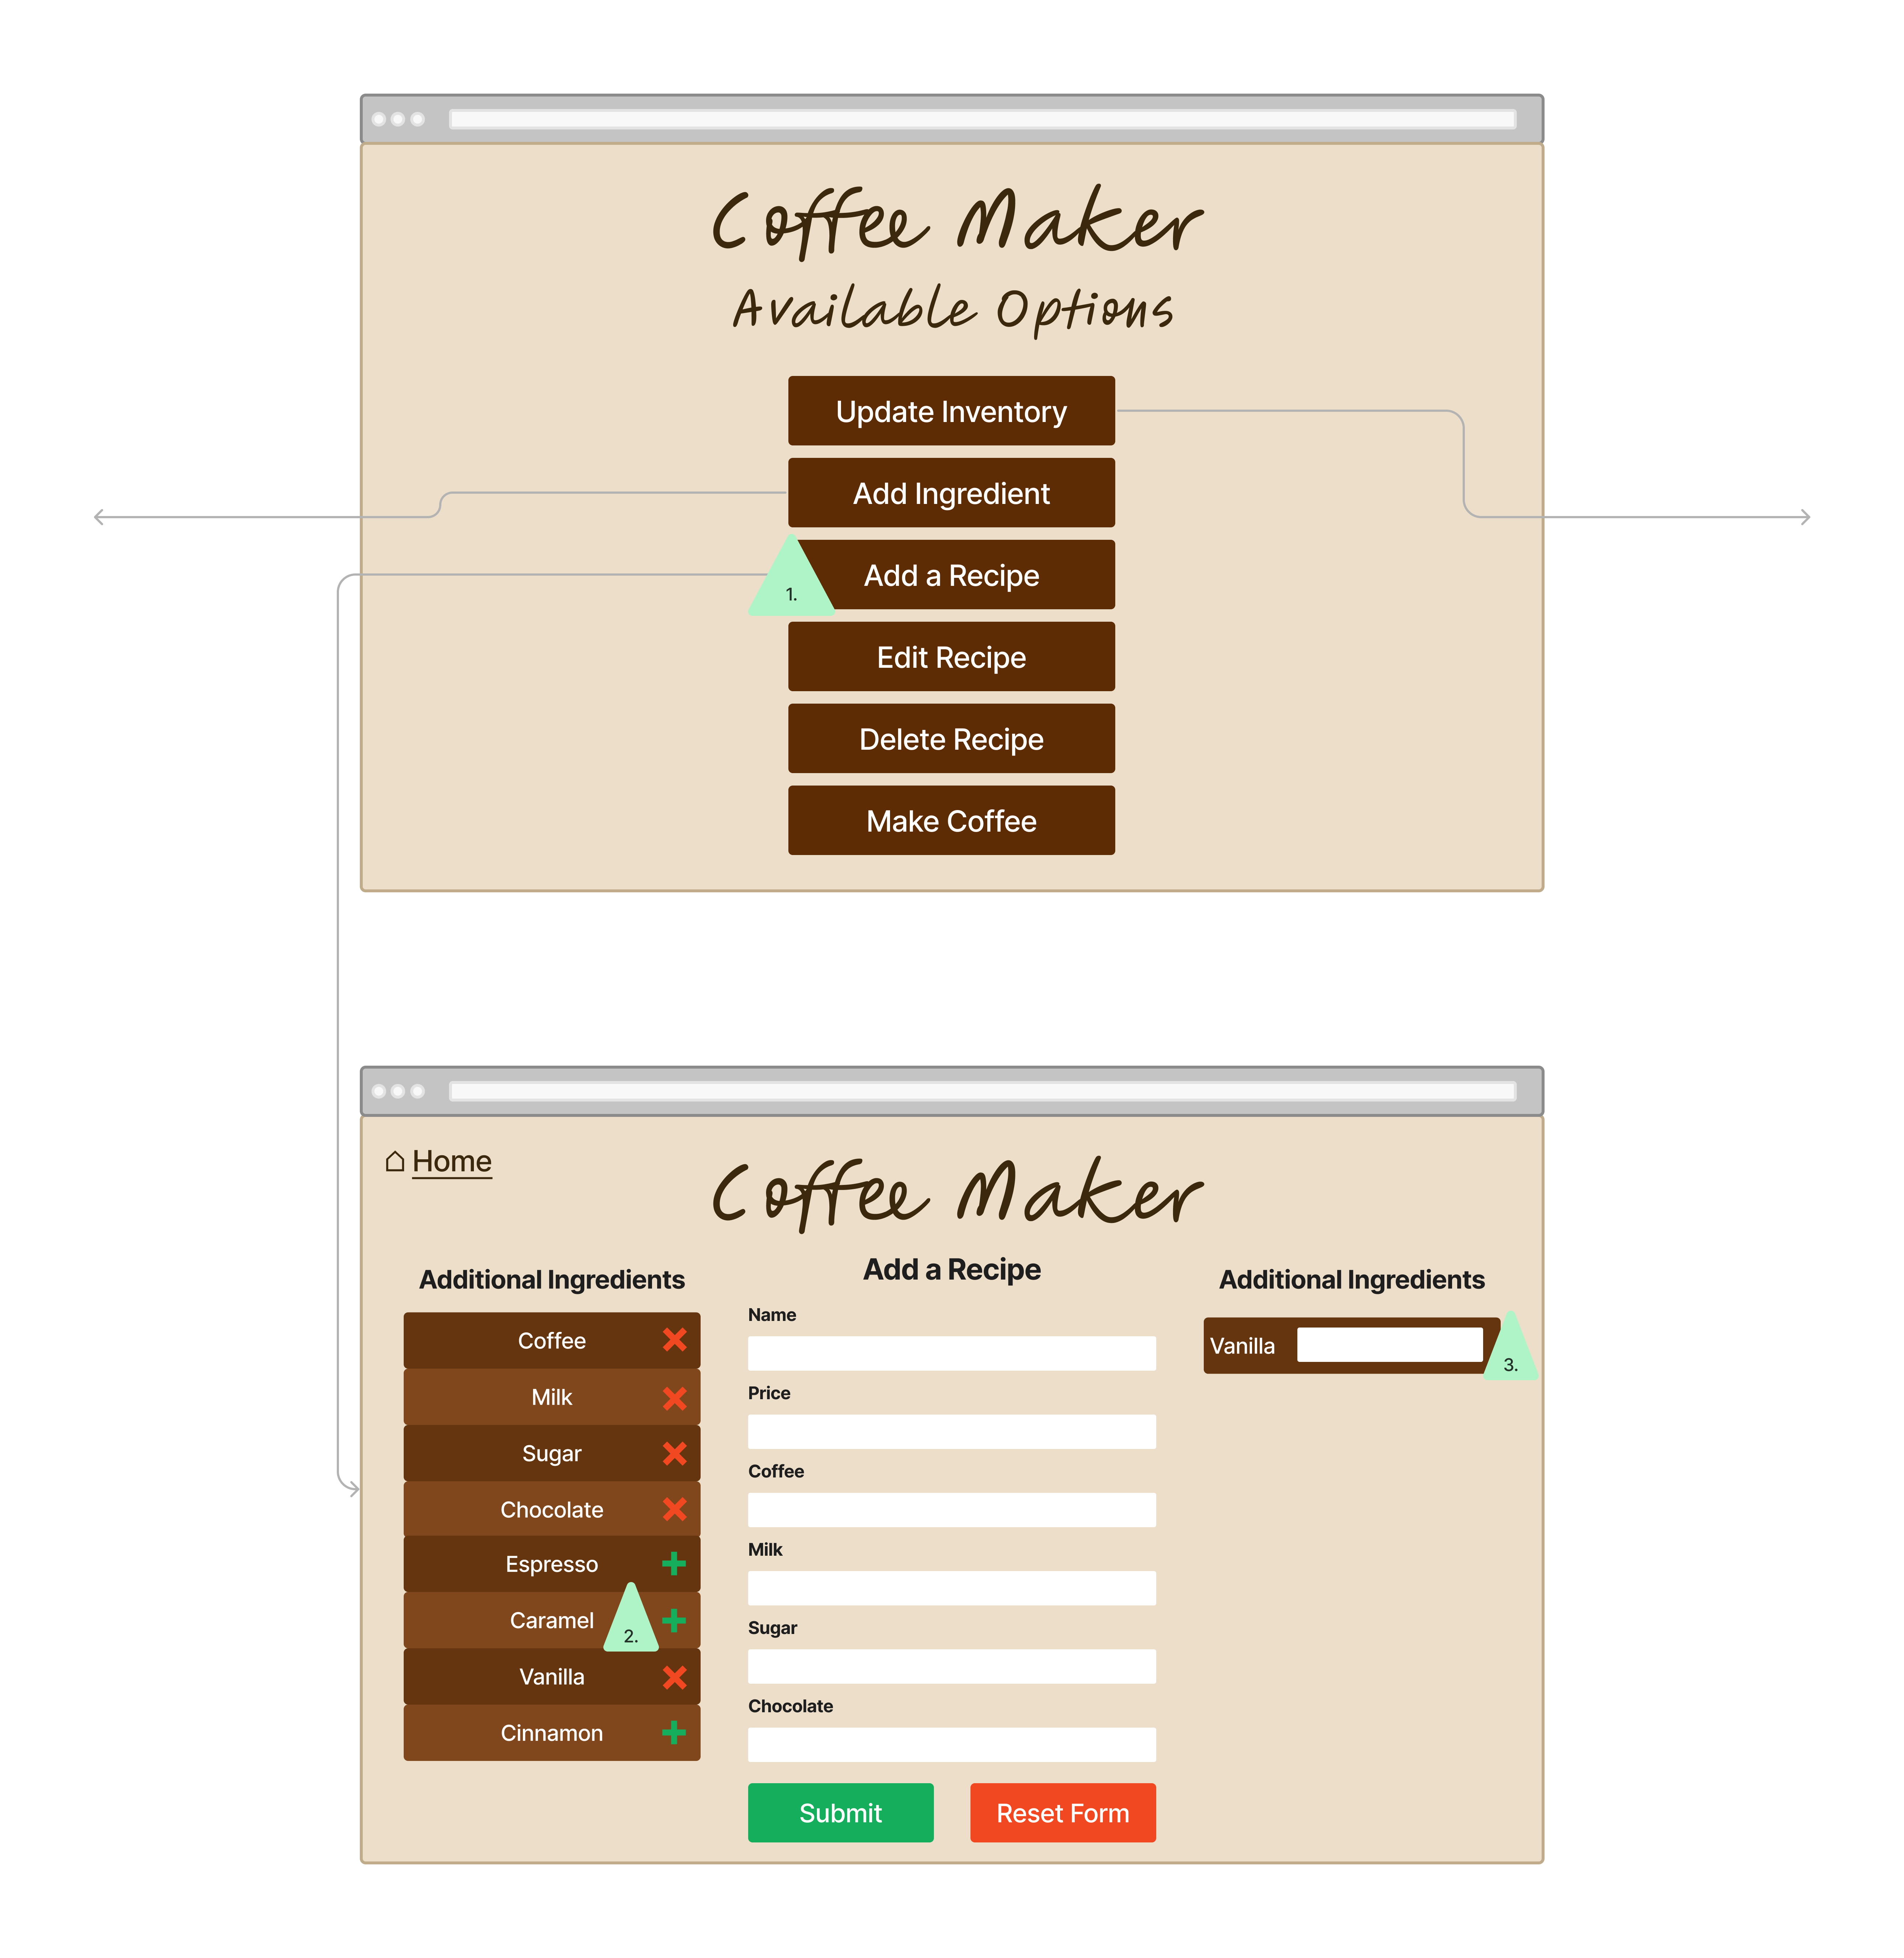 Coffee Maker
Available Options
Update Inventory
Add Ingredient
Add a Recipe
1.
Edit Recipe
Delete Recipe
Make Coffee
Home
Coffee Maker
Additional Ingredients
Coffee
Milk
Sugar
Chocolate
Espresso
Caramel
2.
Vanilla
Cinnamon
Add a Recipe
Name
Price
Coffee
Milk
Sugar
Chocolate
Submit
Reset Form
Additional Ingredients
Vanilla
3.